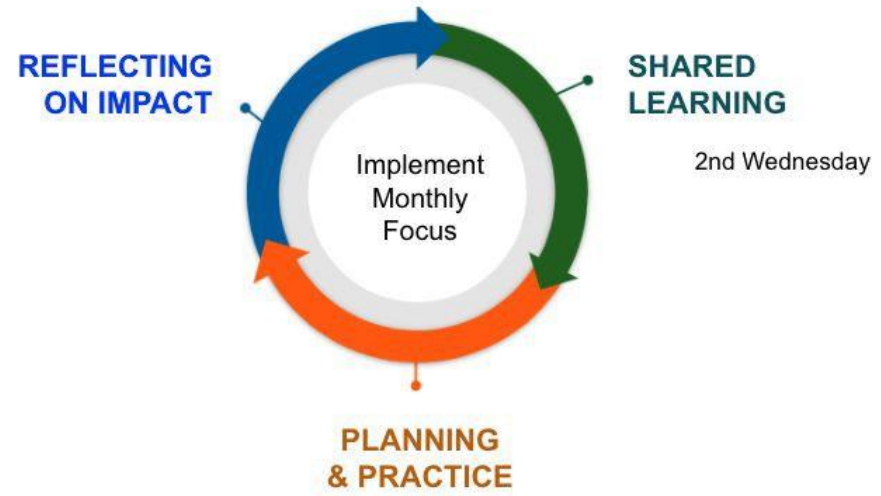 REFLECTING
ON IMPACT
SHARED
LEARNING
2nd Wednesday
Implement
Monthly
Focus
PLANNING
& PRACTICE